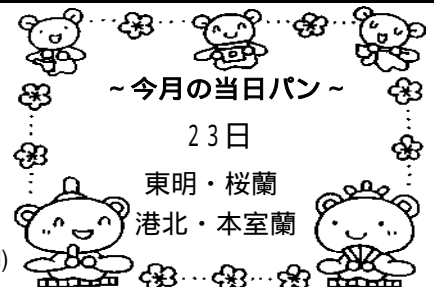 ~今月の当日パン~
23日
東明・桜蘭
港北・本室蘭
)